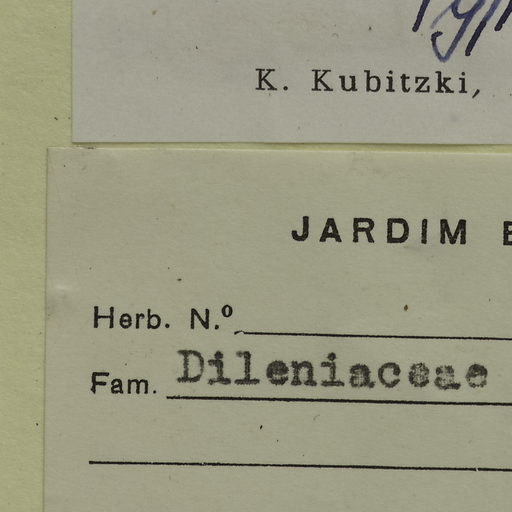 K. Kubitzki,
JARDIM
Herb. N.º
Fam. Dileniaceae